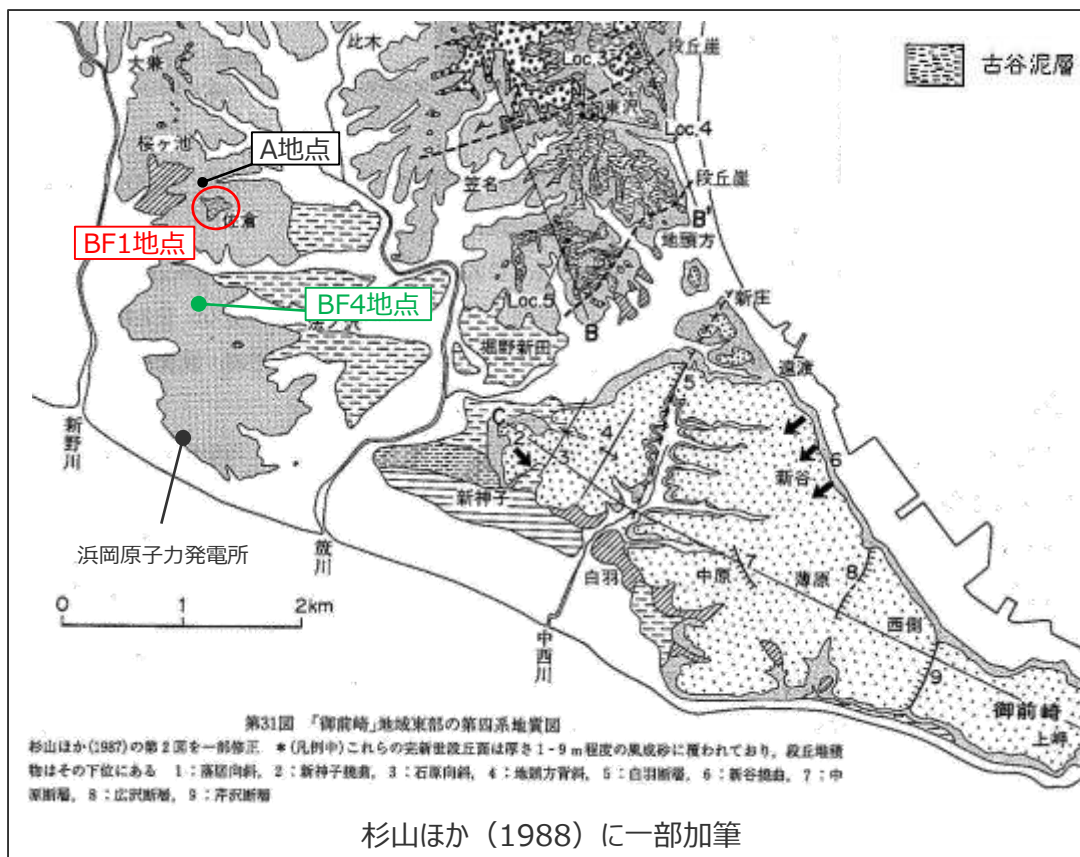 大兼
此木
段丘崖
Loc.3
古谷泥層
東沢
Loc.4
桜ヶ池
A地点
笠名
段丘崖
佐倉
B'
地頭方
BF1地点
新庄
BF4地点
Loc.5
B
堀野新田
遠渡
5
C
4
2
3
6
新谷
新野川
新神子
浜岡原子力発電所
筬川
白羽
中原
7
薄原
8
0 1 2km
西側
中西川
9
御前崎
上岬
第31図 「御前崎」地域東部の第四系地質図
杉山ほか(1987)の第2図を一部修正 *(凡例中)これらの完新世段丘面は厚さ1-9m程度の風成砂に覆われており,段丘堆積
物はその下位にある 1:落居向斜, 2:新神子撓曲, 3:石原向斜, 4:地頭方背斜, 5:白羽断層, 6:新谷撓曲, 7:中
原断層, 8:広沢断層, 9:芹沢断層
杉山ほか(1988)に一部加筆